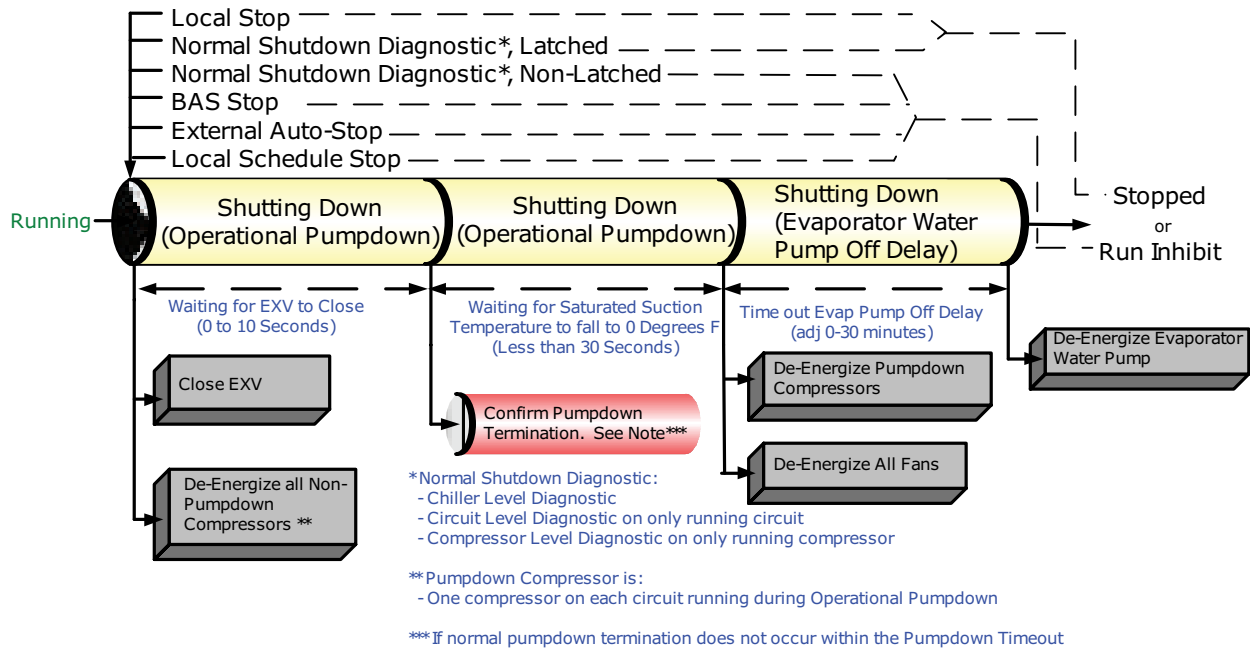 Local Stop
Normal Shutdown Diagnostic*, Latched
Normal Shutdown Diagnostic*, Non-Latched
BAS Stop
External Auto-Stop
Local Schedule Stop
Running
Shutting Down
(Operational Pumpdown)
Shutting Down
(Operational Pumpdown)
Shutting Down
(Evaporator Water
Pump Off Delay)
Stopped
or
Run Inhibit
Waiting for EXV to Close
(0 to 10 Seconds)
Waiting for Saturated Suction
Temperature to fall to 0 Degrees F
(Less than 30 Seconds)
Time out Evap Pump Off Delay
(adj 0-30 minutes)
De-Energize Evaporator
Water Pump
Close EXV
De-Energize all Non-
Pumpdown
Compressors **
Confirm Pumpdown
Termination. See Note***
De-Energize Pumpdown
Compressors
De-Energize All Fans
*Normal Shutdown Diagnostic:
- Chiller Level Diagnostic
- Circuit Level Diagnostic on only running circuit
- Compressor Level Diagnostic on only running compressor
**Pumpdown Compressor is:
- One compressor on each circuit running during Operational Pumpdown
***If normal pumpdown termination does not occur within the Pumpdown Timeout